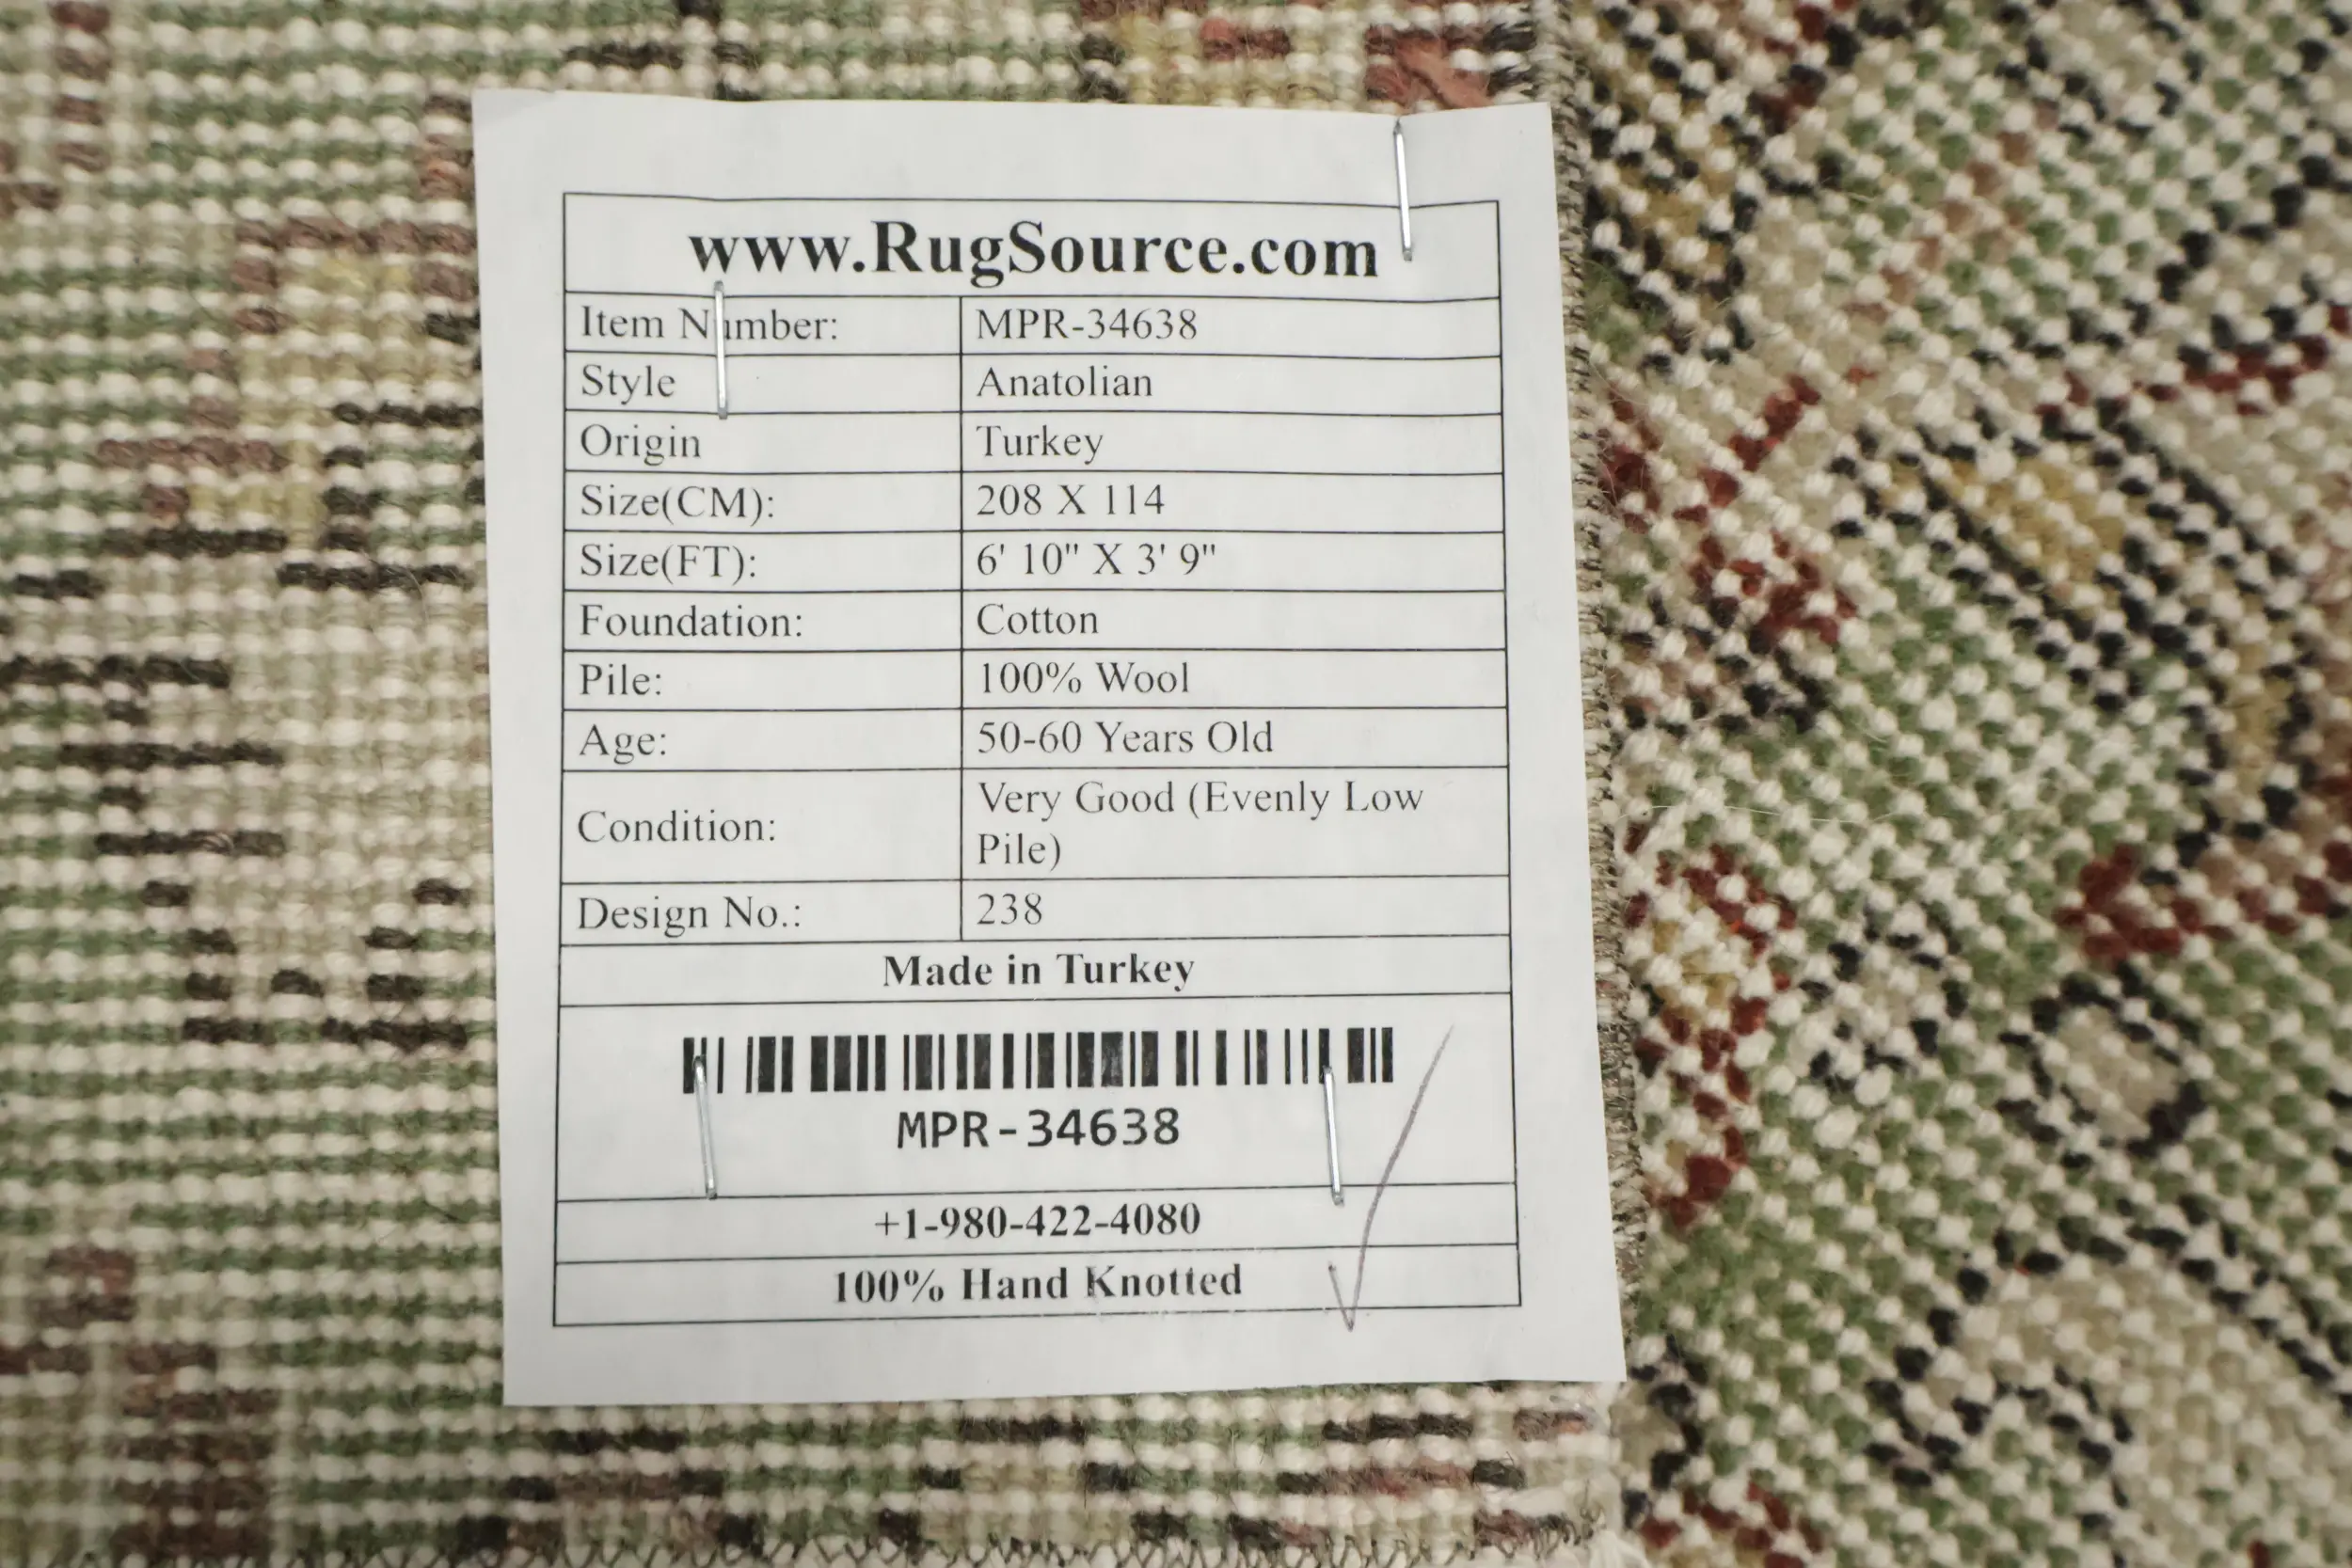 www.RugSource.com
Item Number: MPR-34638
Style Anatolian
Origin Turkey
Size(CM): 208 X 114
Size(FT): 6' 10" X 3' 9"
Foundation: Cotton
Pile: 100% Wool
Age: 50-60 Years Old
Condition: Very Good (Evenly Low
Pile)
Design No.: 238
Made in Turkey
MPR-34638
+1-980-422-4080
100% Hand Knotted